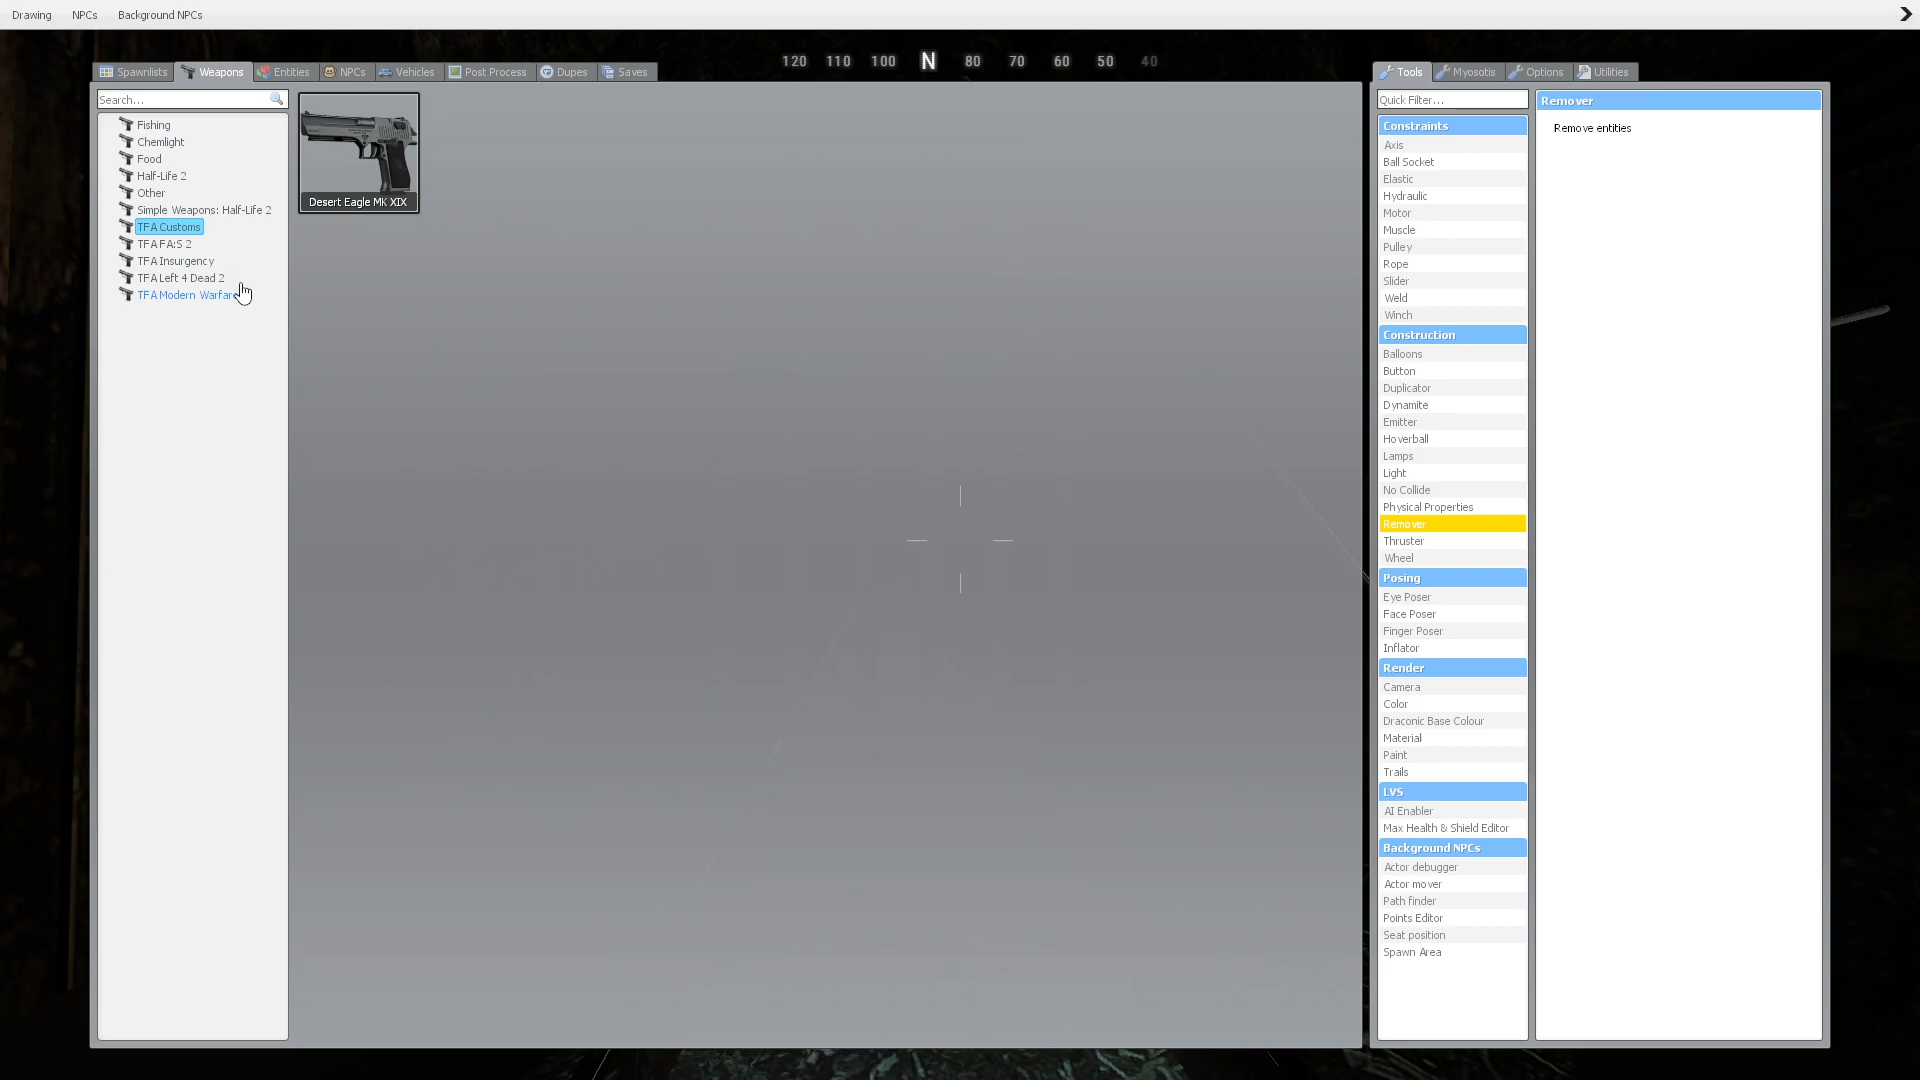 Drawing NPCs Background NPCs
120 110 100 N 80 70 60 50 40
Spawnlists Weapons Entities NPCs Vehicles Post Process Dupes Saves
Search...
Fishing
Chemlight
Food
Half-Life 2
Other
Simple Weapons: Half-Life 2
TFA Customs
TFA FA:S 2
TFA Insurgency
TFA Left 4 Dead 2
TFA Modern Warfare
Desert Eagle MK XIX
Tools Myosotis Options Utilities
Quick Filter...
Constraints
Axis
Ball Socket
Elastic
Hydraulic
Motor
Muscle
Pulley
Rope
Slider
Weld
Winch
Construction
Balloons
Button
Duplicator
Dynamite
Emitter
Hoverball
Lamps
Light
No Collide
Physical Properties
Remover
Thruster
Wheel
Posing
Eye Poser
Face Poser
Finger Poser
Inflator
Render
Camera
Color
Draconic Base Colour
Material
Paint
Trails
LVS
AI Enabler
Max Health & Shield Editor
Background NPCs
Actor debugger
Actor mover
Path finder
Points Editor
Seat position
Spawn Area
Remover
Remove entities